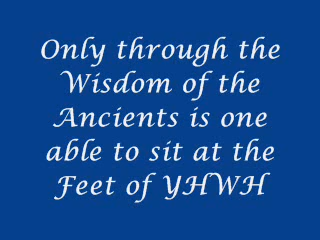 Only through the
Wisdom of the
Ancients is one
able to sit at the
Feet of YHWH